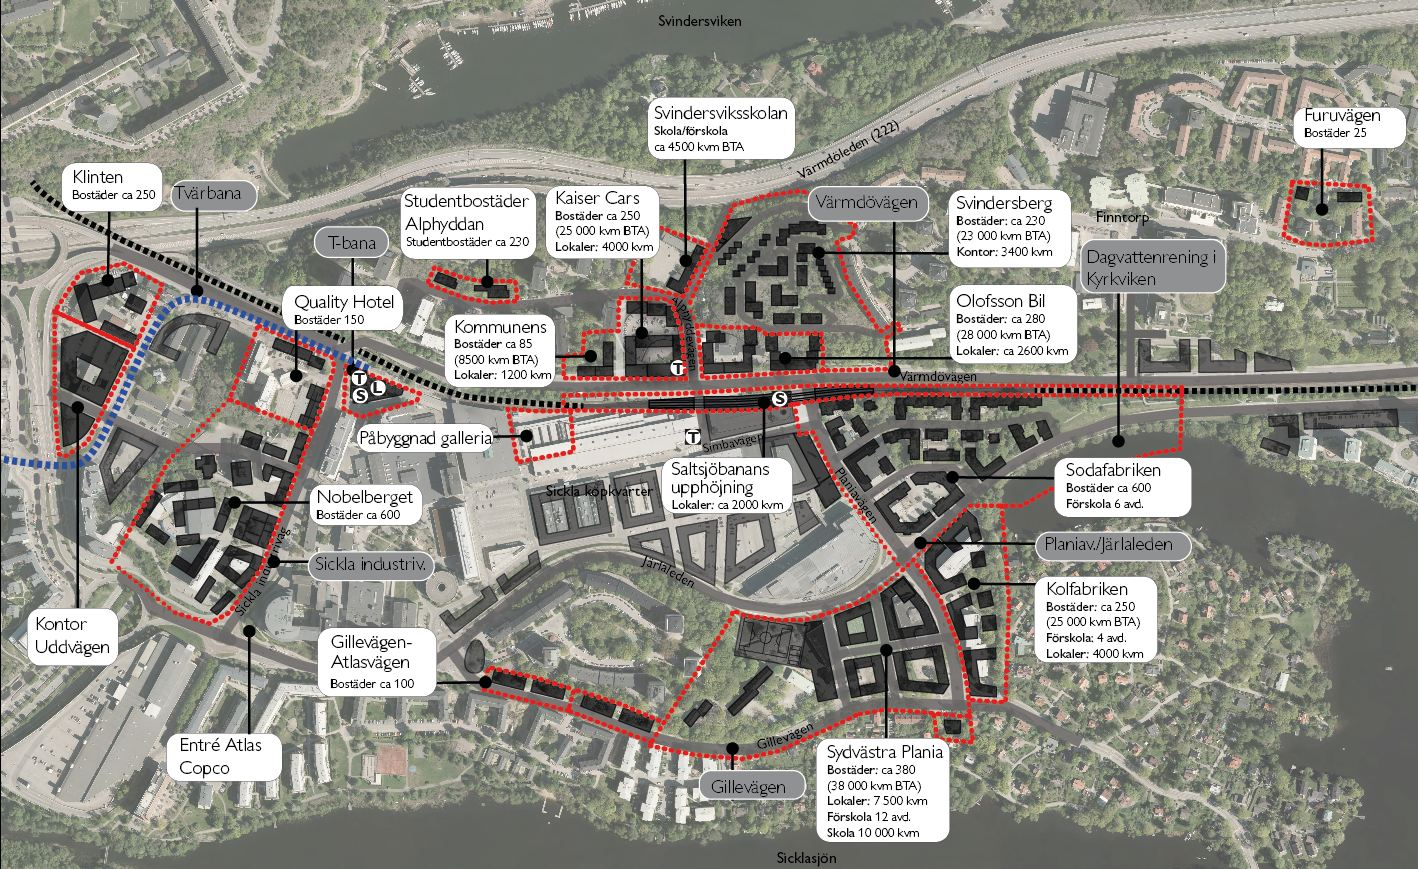 Svindersviken
Värmdöleden (222)
Svindersviksskolan
Skola/förskola
ca 4500 kvm BTA
Furuvägen
Bostäder 25
Klinten
Bostäder ca 250
Tvärbana
T-bana
Studentbostäder
Alphyddan
Studentbostäder ca 230
Kaiser Cars
Bostäder ca 250
(25 000 kvm BTA)
Lokaler: 4000 kvm
Värmdövägen
Svindersberg
Bostäder: ca 230
(23 000 kvm BTA)
Kontor: 3400 kvm
Finntorp
Dagvattenrening i
Kyrkviken
Quality Hotel
Bostäder 150
Kommunens
Bostäder ca 85
(8500 kvm BTA)
Lokaler: 1200 kvm
Alphyddevägen
Olofsson Bil
Bostäder: ca 280
(28 000 kvm BTA)
Lokaler: ca 2600 kvm
T
S
L
T
S
T
Värmdövägen
Påbyggnad galleria
Simbavägen
Saltsjöbanans
upphöjning
Lokaler: ca 2000 kvm
Sickla köpkvarter
Planiavägen
Sodafabriken
Bostäder ca 600
Förskola 6 avd.
Nobelberget
Bostäder ca 600
Sickla industriv.
Sickla industriväg
Järlaleden
Planiav./Järlaleden
Kolfabriken
Bostäder: ca 250
(25 000 kvm BTA)
Förskola: 4 avd.
Lokaler: 4000 kvm
Kontor
Uddvägen
Gillevägen-
Atlasvägen
Bostäder ca 100
Entré Atlas
Copco
Gillevägen
Gillevägen
Sydvästra Plania
Bostäder: ca 380
(38 000 kvm BTA)
Lokaler: 7 500 kvm
Förskola 12 avd.
Skola 10 000 kvm
Sicklasjön